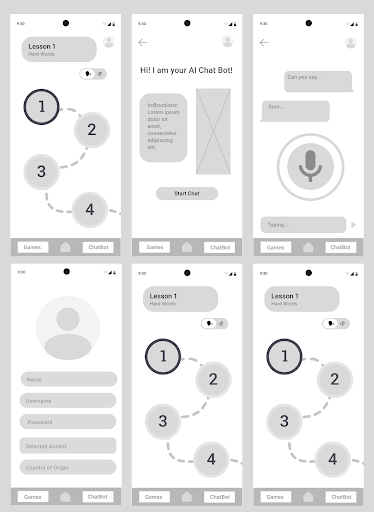 9:30
Lesson 1
Hard Words
1
2
3
4
Games
ChatBot
9:30
Hi! I am your AI Chat Bot!
Inftructions:
Lorem ipsum
dolor sit
amet,
consectetur
adipiscing
elit.
Start Chat
Games
ChatBot
9:30
Can you say...
Sure...
Typing...
Games
ChatBot
Name
Username
Password
Selected Accent
Country of Origin
Games
ChatBot
9:30
Lesson 1
Hard Words
1
2
3
4
Games
ChatBot
9:30
Lesson 1
Hard Words
1
2
3
4
Games
ChatBot